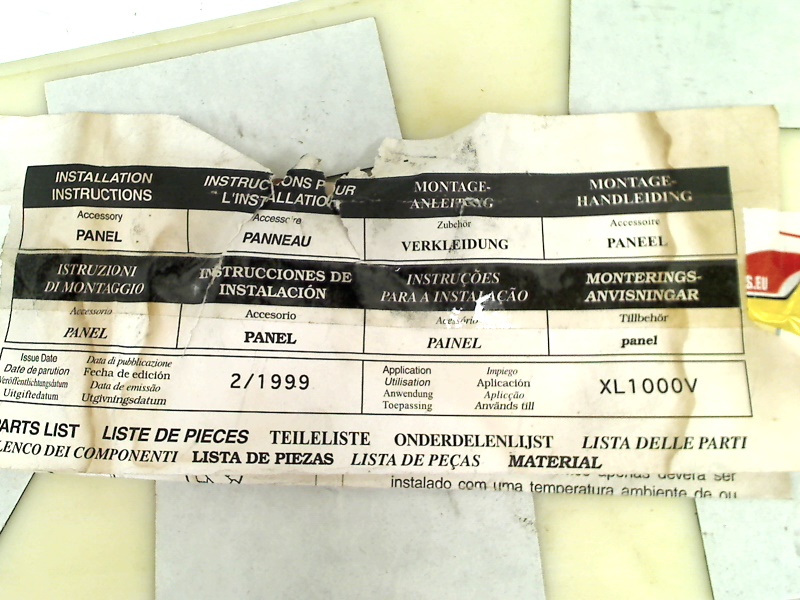 INSTALLATION
INSTRUCTIONS
Accessory
PANEL
INSTRUCTIONS POUR
L'INSTALLATION
Accessoire
PANNEAU
MONTAGE-
ANLEITUNG
Zubehör
VERKLEIDUNG
MONTAGE-
HANDLEIDING
Accessoire
PANEEL
ISTRUZIONI
DI MONTAGGIO
Accessorio
PANEL
INSTRUCCIONES DE
INSTALACIÓN
Accesorio
PANEL
INSTRUÇÕES
PARA A INSTALAÇÃO
Acessório
PAINEL
MONTERINGS-
ANVISNINGAR
Tillbehör
panel
Issue Date
Date de parution
Veröffentlichtungsdatum
Uitgiftedatum
Data di pubblicazione
Fecha de edición
Data de emissão
Utgivningsdatum
2/1999
Application
Utilisation
Anwendung
Toepassing
Impiego
Aplicación
Aplicção
Används till
XL1000V
PARTS LIST LISTE DE PIECES TEILELISTE ONDERDELENLIJST LISTA DELLE PARTI
ELENCO DEI COMPONENTI LISTA DE PIEZAS LISTA DE PEÇAS MATERIAL
apenas deverá ser
instalado com uma temperatura ambiente de ou
S.EU